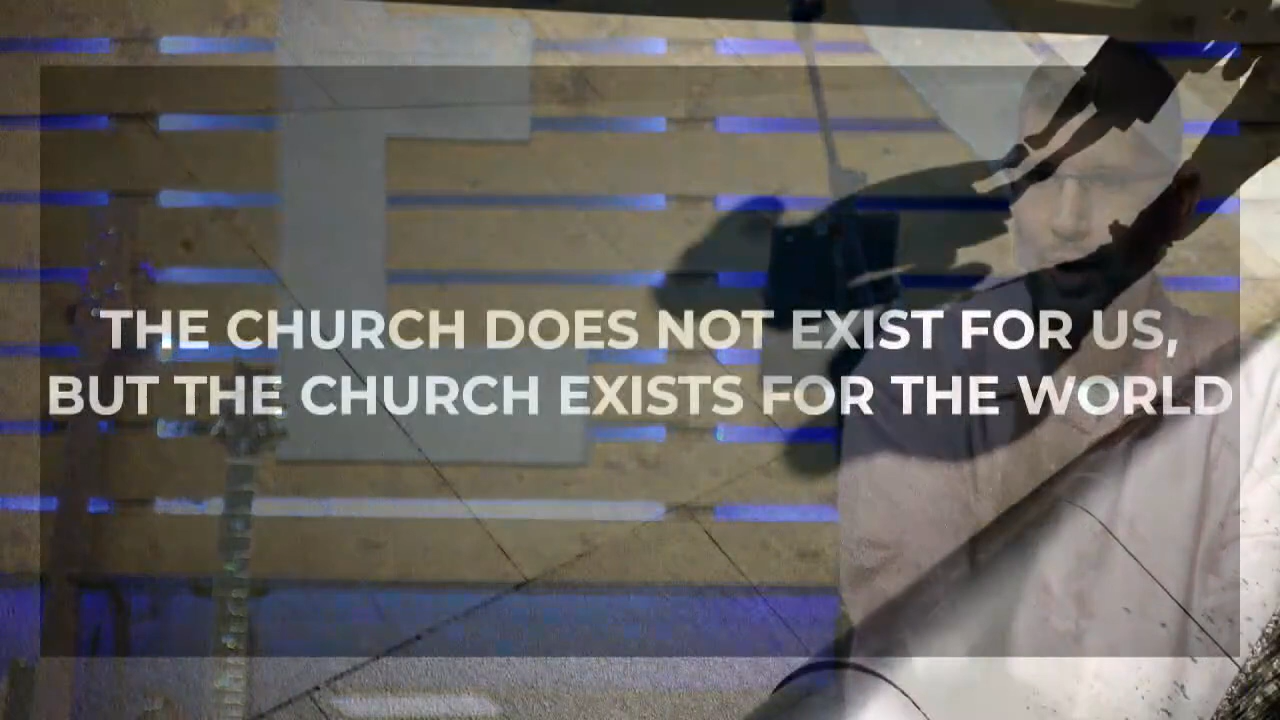 THE CHURCH DOES NOT EXIST FOR US,
BUT THE CHURCH EXISTS FOR THE WORLD